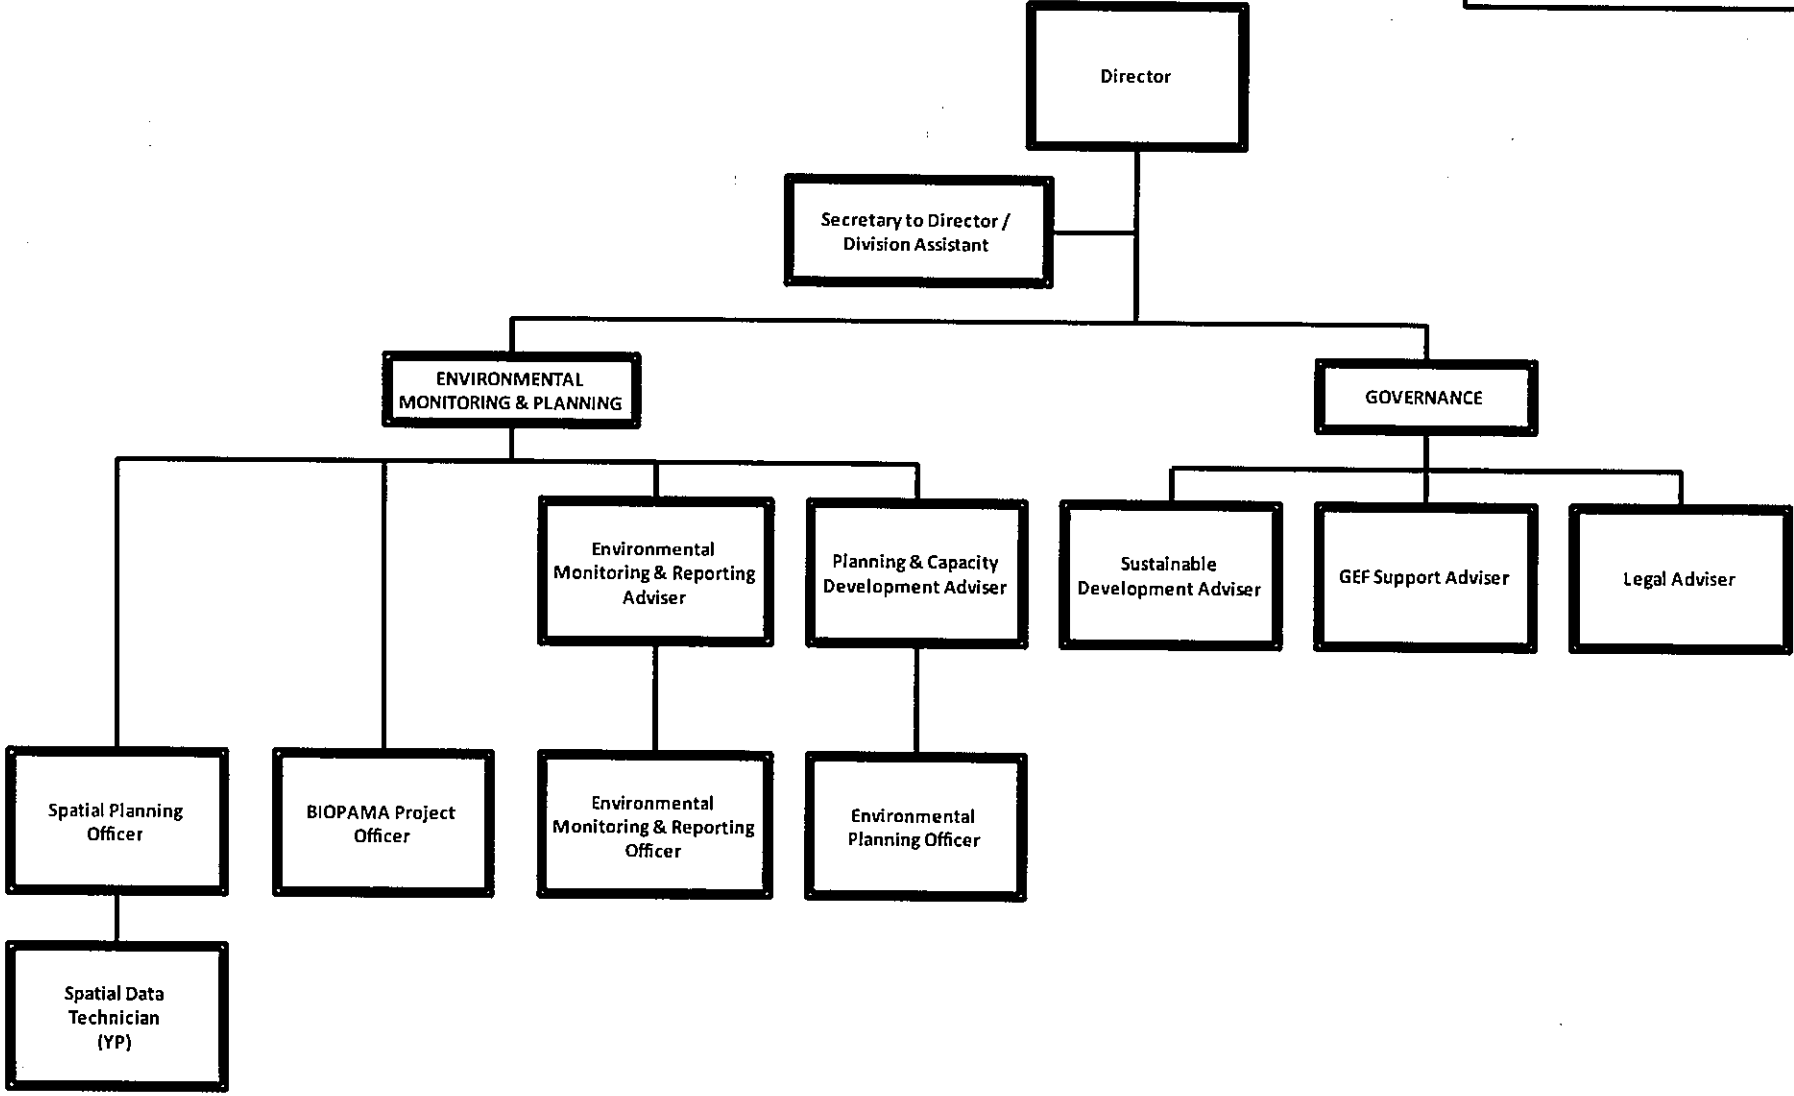 Director
Secretary to Director /
Division Assistant
ENVIRONMENTAL
MONITORING & PLANNING
GOVERNANCE
Environmental
Monitoring & Reporting
Adviser
Planning & Capacity
Development Adviser
Sustainable
Development Adviser
GEF Support Adviser
Legal Adviser
Spatial Planning
Officer
BIOPAMA Project
Officer
Environmental
Monitoring & Reporting
Officer
Environmental
Planning Officer
Spatial Data
Technician
(YP)